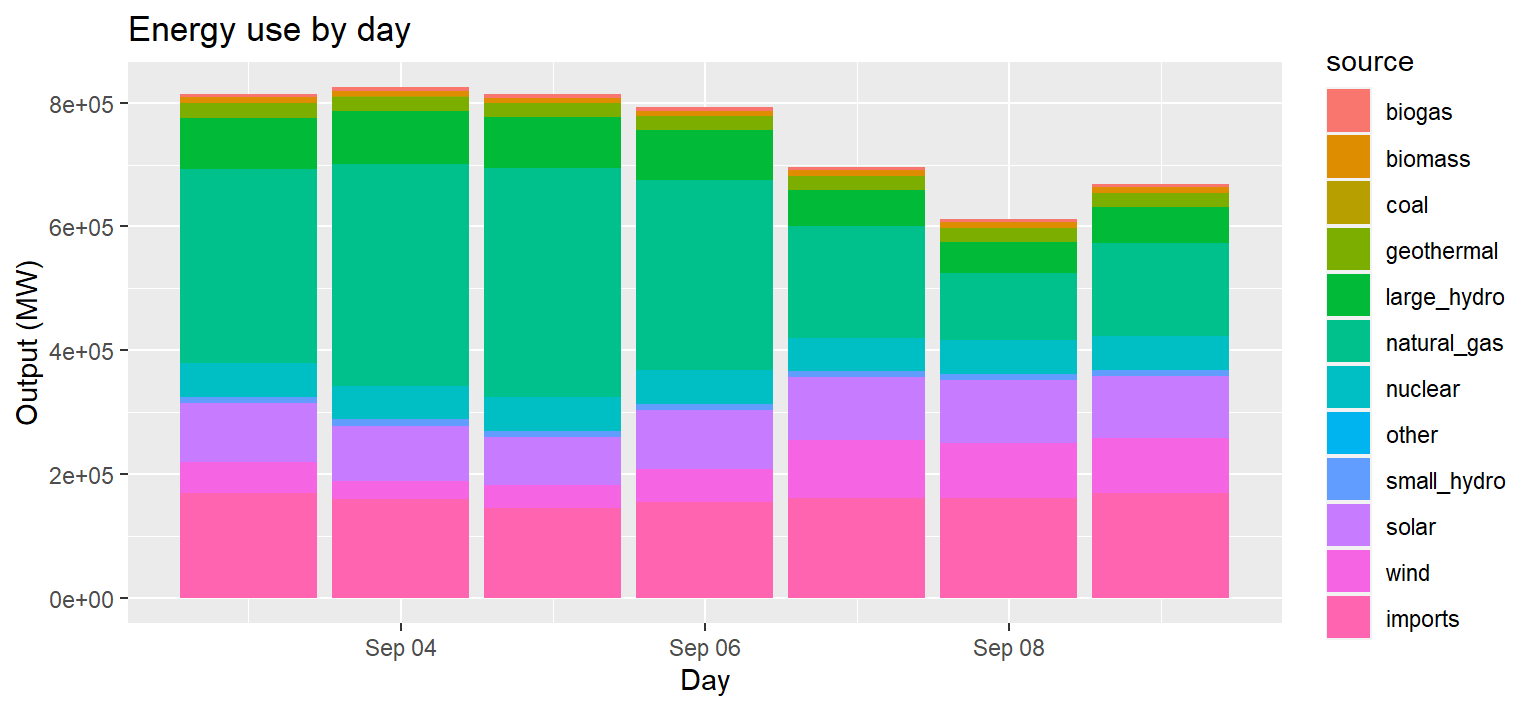 Energy use by day
Output (MW)
8e+05
6e+05
4e+05
2e+05
0e+00
Sep 04
Sep 06
Sep 08
Day
source
biogas
biomass
coal
geothermal
large_hydro
natural_gas
nuclear
other
small_hydro
solar
wind
imports